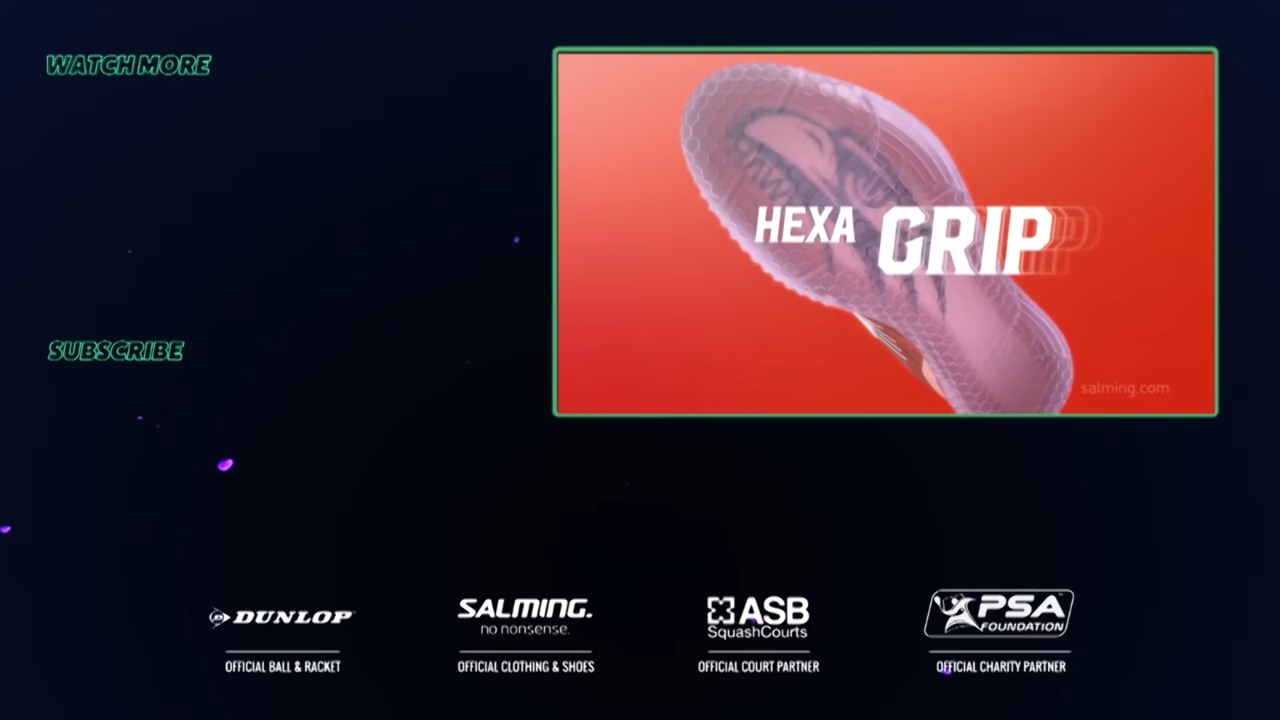 WATCH MORE
HEXA GRIP
salming.com
SUBSCRIBE
DUNLOP
OFFICIAL BALL & RACKET
SALMING.
no nonsense.
OFFICIAL CLOTHING & SHOES
ASB
SquashCourts
OFFICIAL COURT PARTNER
PSA
FOUNDATION
OFFICIAL CHARITY PARTNER